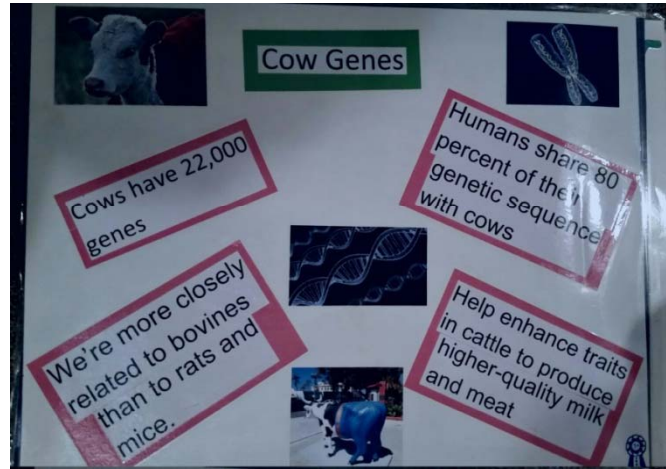 Cow Genes
Cows have 22,000
genes
Humans share 80
percent of their
genetic sequence
with cows
We're more closely
related to bovines
than to rats and
mice.
Help enhance traits
in cattle to produce
higher-quality milk
and meat